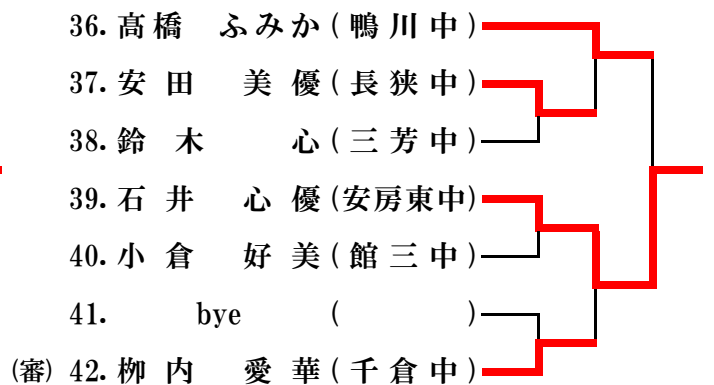 36. 髙橋 ふみか (鴨川中)
37. 安田 美優 (長狭中)
38. 鈴木 心 (三芳中)
39. 石井 心優 (安房東中)
40. 小倉 好美 (館三中)
41. bye ( )
(審) 42. 栁内 愛華 (千倉中)